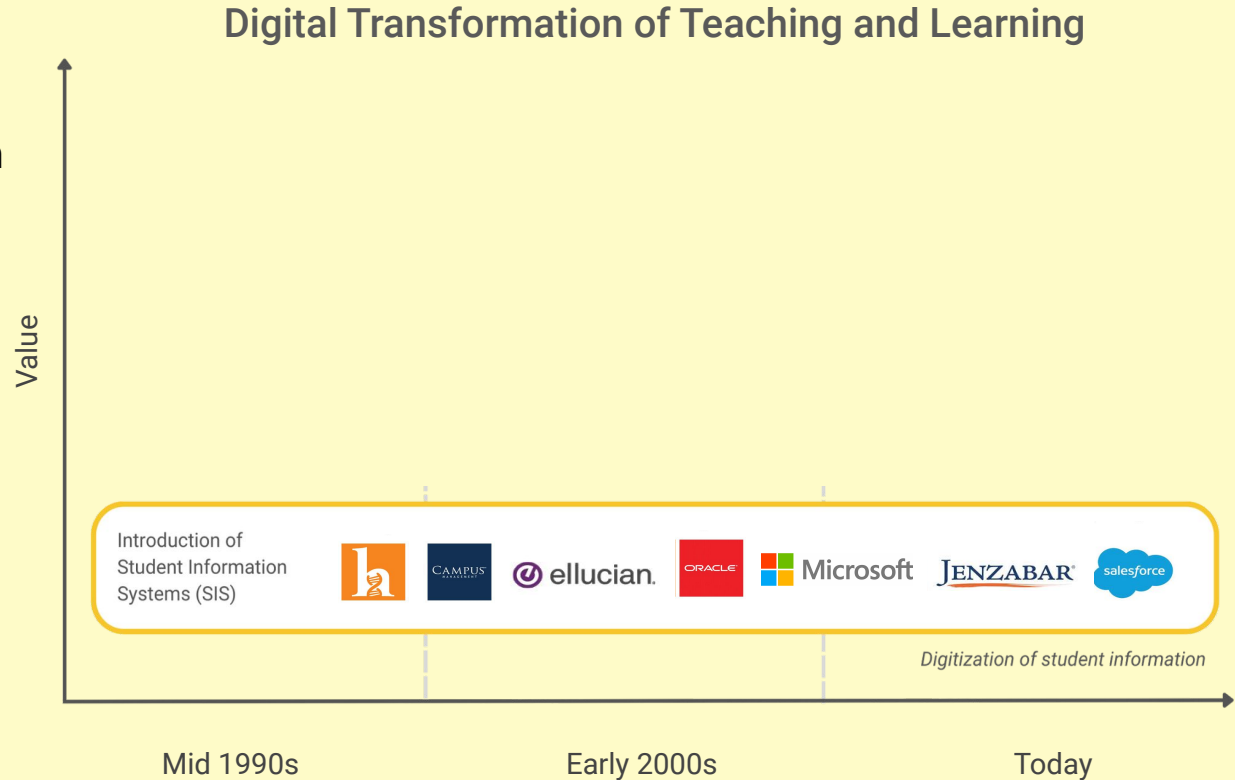 Digital Transformation of Teaching and Learning
Value
Introduction of
Student Information
Systems (SIS)
h
CAMPUS
MANAGEMENT
ellucian.
ORACLE
Microsoft
JENZABAR
salesforce
Digitization of student information
Mid 1990s
Early 2000s
Today